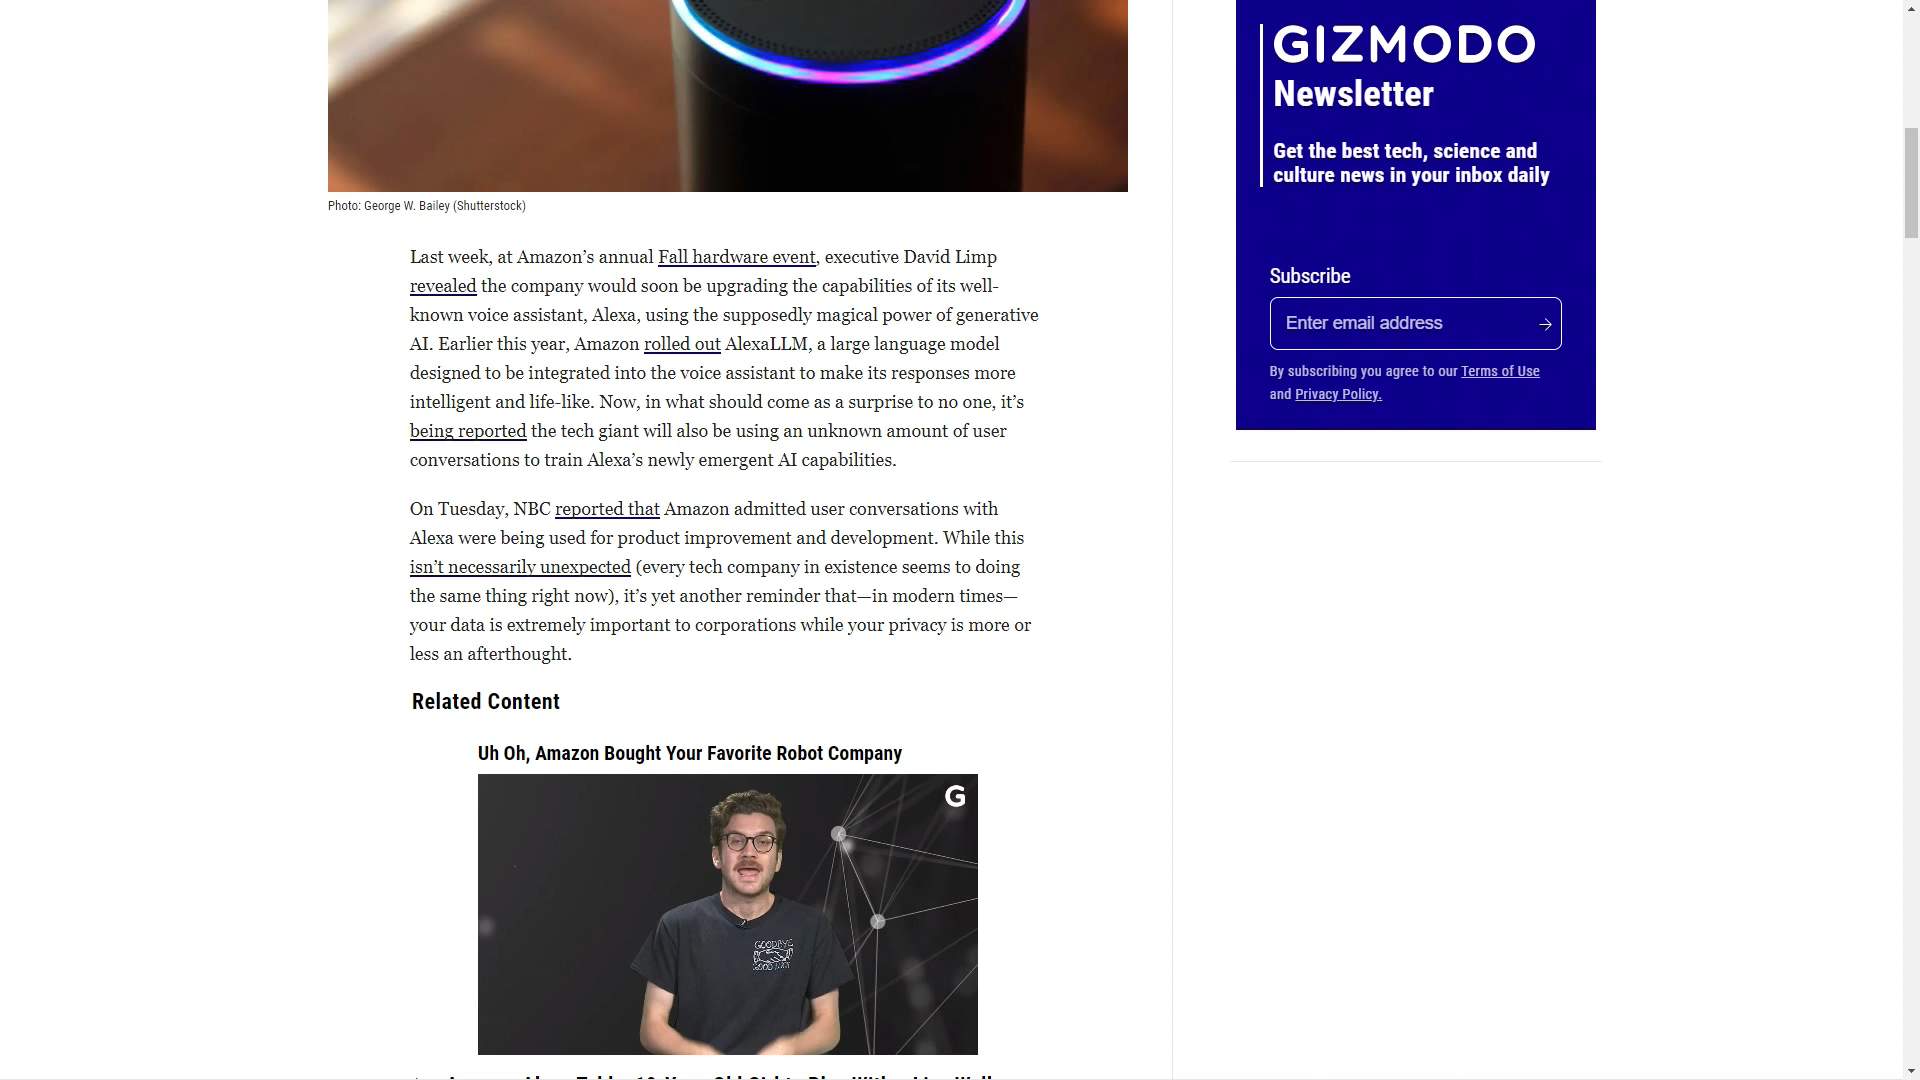 GIZMODO
Newsletter
Get the best tech, science and
culture news in your inbox daily
Subscribe
Enter email address
By subscribing you agree to our Terms of Use
and Privacy Policy.
Photo: George W. Bailey (Shutterstock)
Last week, at Amazon’s annual Fall hardware event, executive David Limp
revealed the company would soon be upgrading the capabilities of its well-
known voice assistant, Alexa, using the supposedly magical power of generative
AI. Earlier this year, Amazon rolled out AlexaLLM, a large language model
designed to be integrated into the voice assistant to make its responses more
intelligent and life-like. Now, in what should come as a surprise to no one, it’s
being reported the tech giant will also be using an unknown amount of user
conversations to train Alexa’s newly emergent AI capabilities.
On Tuesday, NBC reported that Amazon admitted user conversations with
Alexa were being used for product improvement and development. While this
isn’t necessarily unexpected (every tech company in existence seems to doing
the same thing right now), it’s yet another reminder that—in modern times—
your data is extremely important to corporations while your privacy is more or
less an afterthought.
Related Content
Uh Oh, Amazon Bought Your Favorite Robot Company
G
GOODBYE
GOOD LUCK